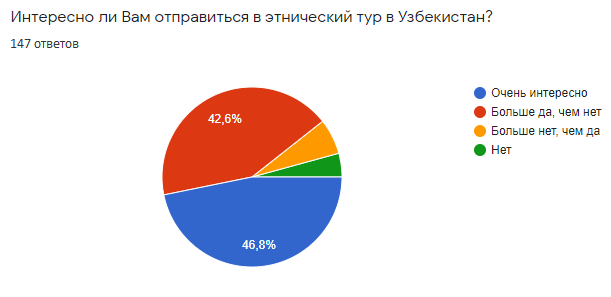 Интересно ли Вам отправиться в этнический тур в Узбекистан?
147 ответов
Очень интересно
Больше да, чем нет
Больше нет, чем да
Нет
42,6%
46,8%